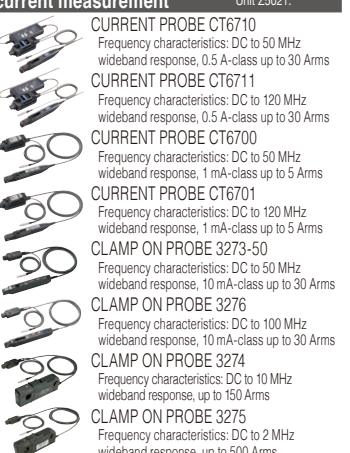 current measurement
Unit Z5021.
CURRENT PROBE CT6710
Frequency characteristics: DC to 50 MHz
wideband response, 0.5 A-class up to 30 Arms
CURRENT PROBE CT6711
Frequency characteristics: DC to 120 MHz
wideband response, 0.5 A-class up to 30 Arms
CURRENT PROBE CT6700
Frequency characteristics: DC to 50 MHz
wideband response, 1 mA-class up to 5 Arms
CURRENT PROBE CT6701
Frequency characteristics: DC to 120 MHz
wideband response, 1 mA-class up to 5 Arms
CLAMP ON PROBE 3273-50
Frequency characteristics: DC to 50 MHz
wideband response, 10 mA-class up to 30 Arms
CLAMP ON PROBE 3276
Frequency characteristics: DC to 100 MHz
wideband response, 10 mA-class up to 30 Arms
CLAMP ON PROBE 3274
Frequency characteristics: DC to 10 MHz
wideband response, up to 150 Arms
CLAMP ON PROBE 3275
Frequency characteristics: DC to 2 MHz
wideband response, up to 500 Arms